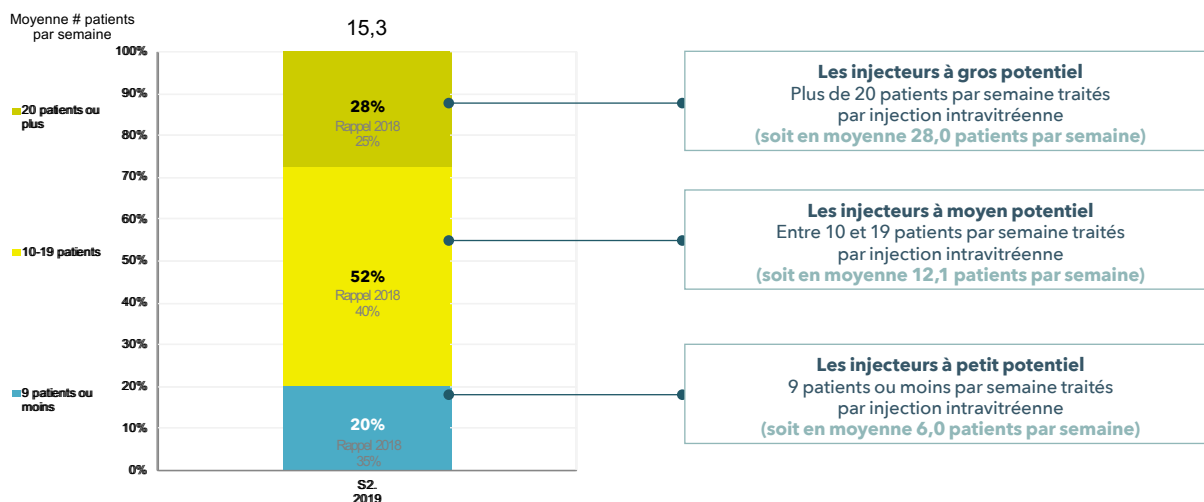 Moyenne # patients
par semaine
15,3
100%
90%
80%
70%
60%
50%
40%
30%
20%
10%
0%
20 patients ou
plus
10-19 patients
9 patients ou
moins
28%
Rappel 2018
25%
52%
Rappel 2018
40%
20%
Rappel 2018
35%
S2.
2019
Les injecteurs à gros potentiel
Plus de 20 patients par semaine traités
par injection intravitréenne
(soit en moyenne 28,0 patients par semaine)
Les injecteurs à moyen potentiel
Entre 10 et 19 patients par semaine traités
par injection intravitréenne
(soit en moyenne 12,1 patients par semaine)
Les injecteurs à petit potentiel
9 patients ou moins par semaine traités
par injection intravitréenne
(soit en moyenne 6,0 patients par semaine)